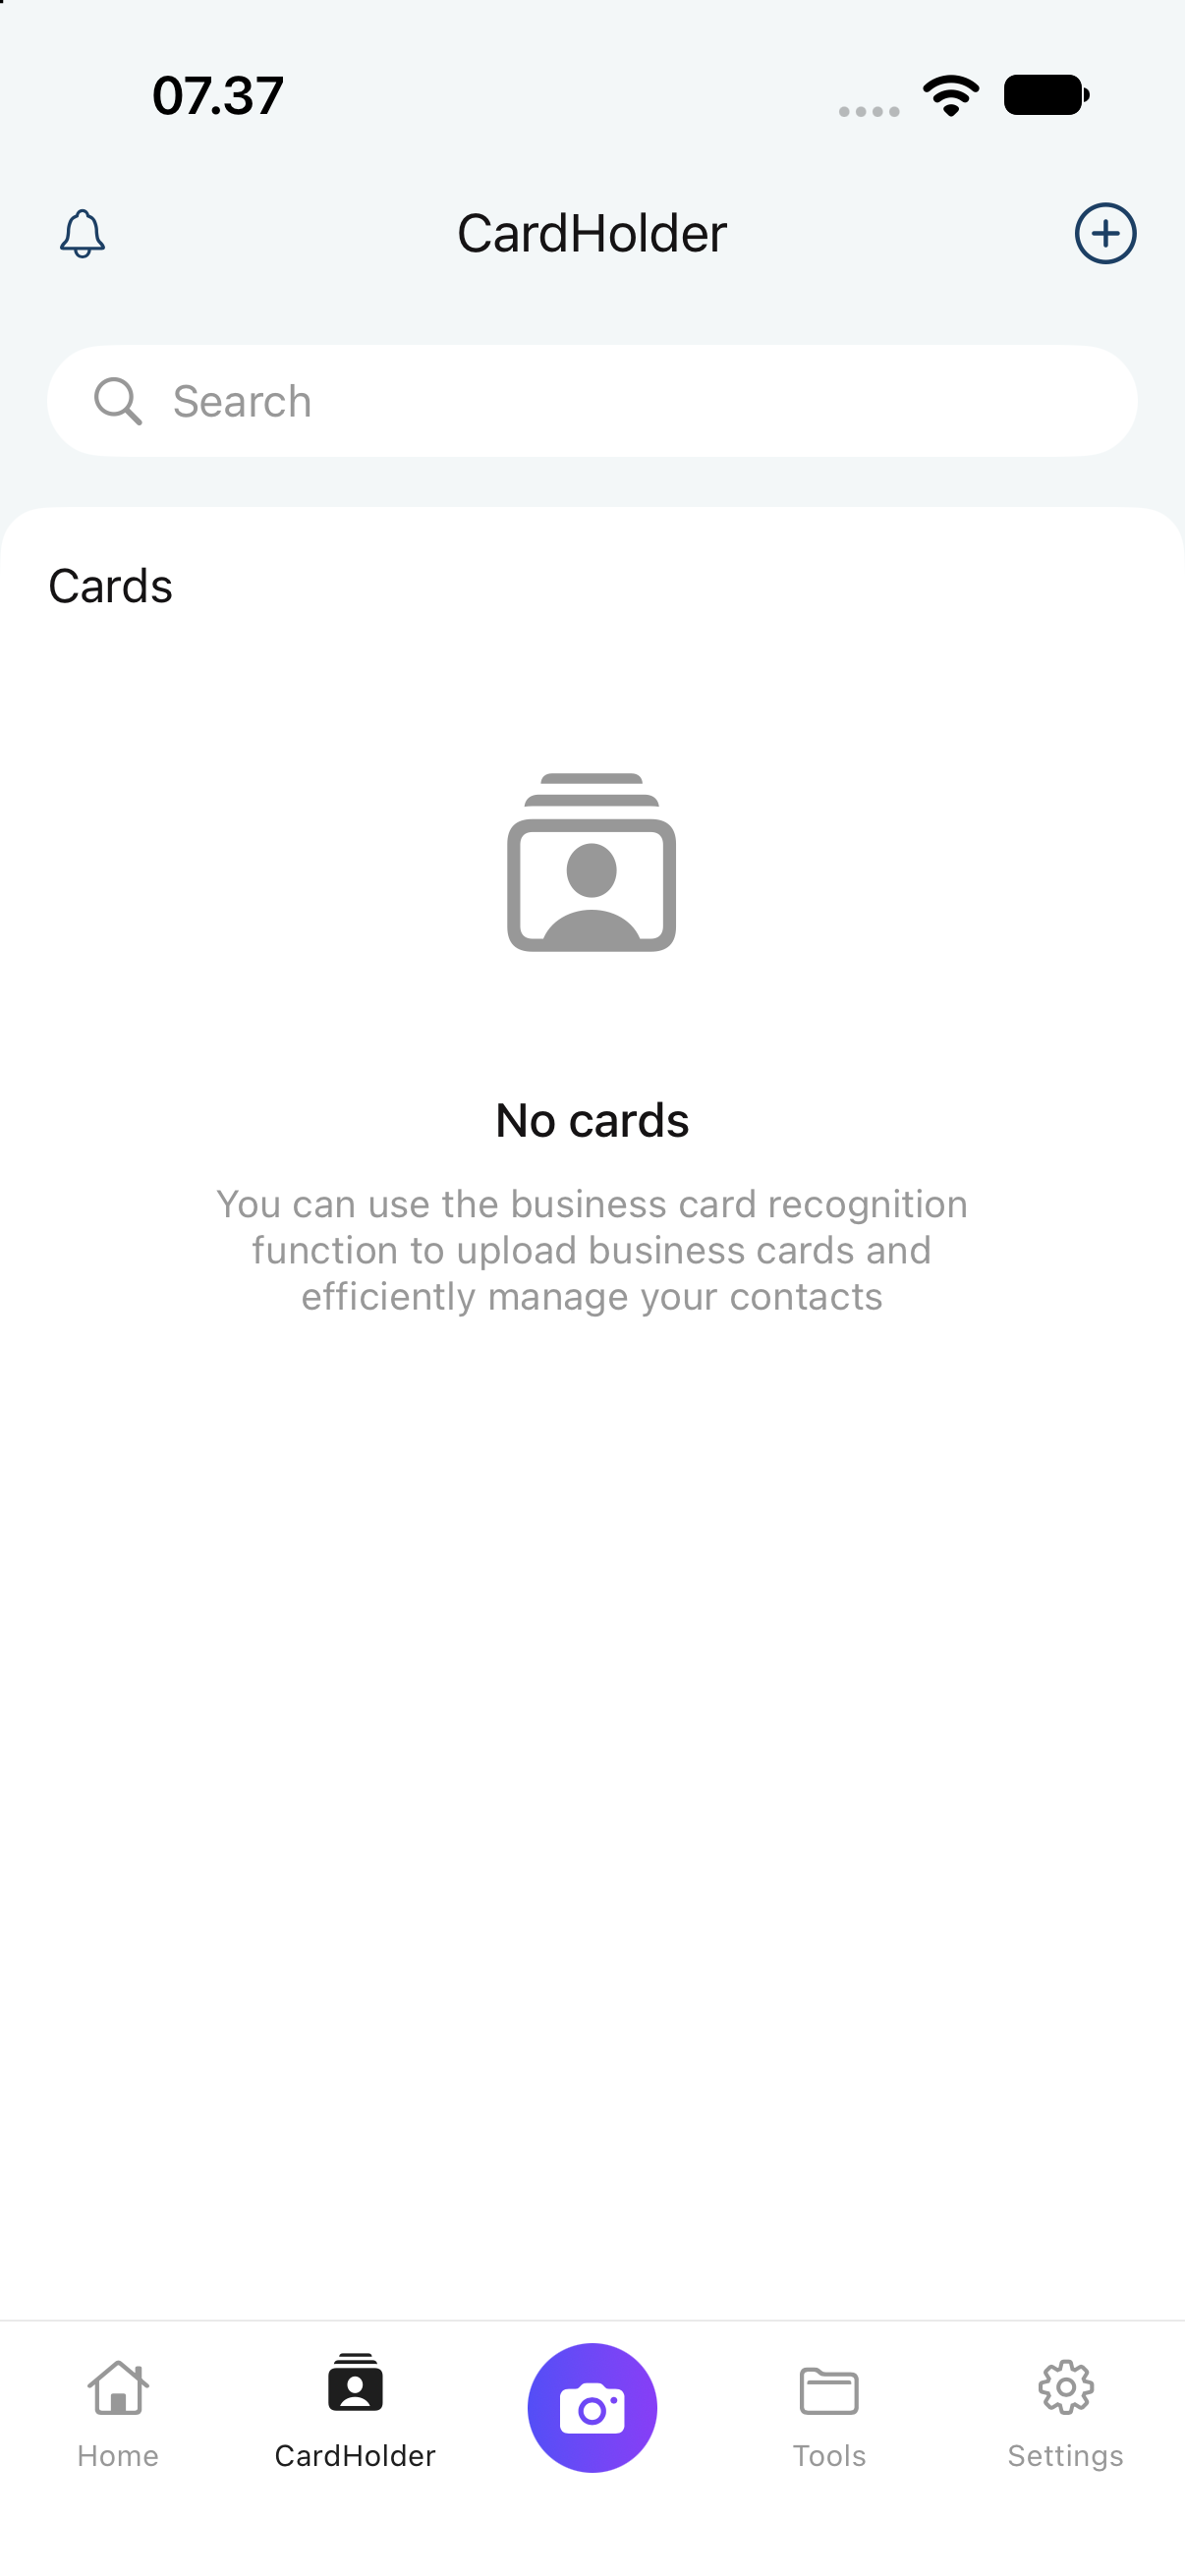 07.37
CardHolder
Search
Cards
No cards
You can use the business card recognition
function to upload business cards and
efficiently manage your contacts
Home
CardHolder
Tools
Settings